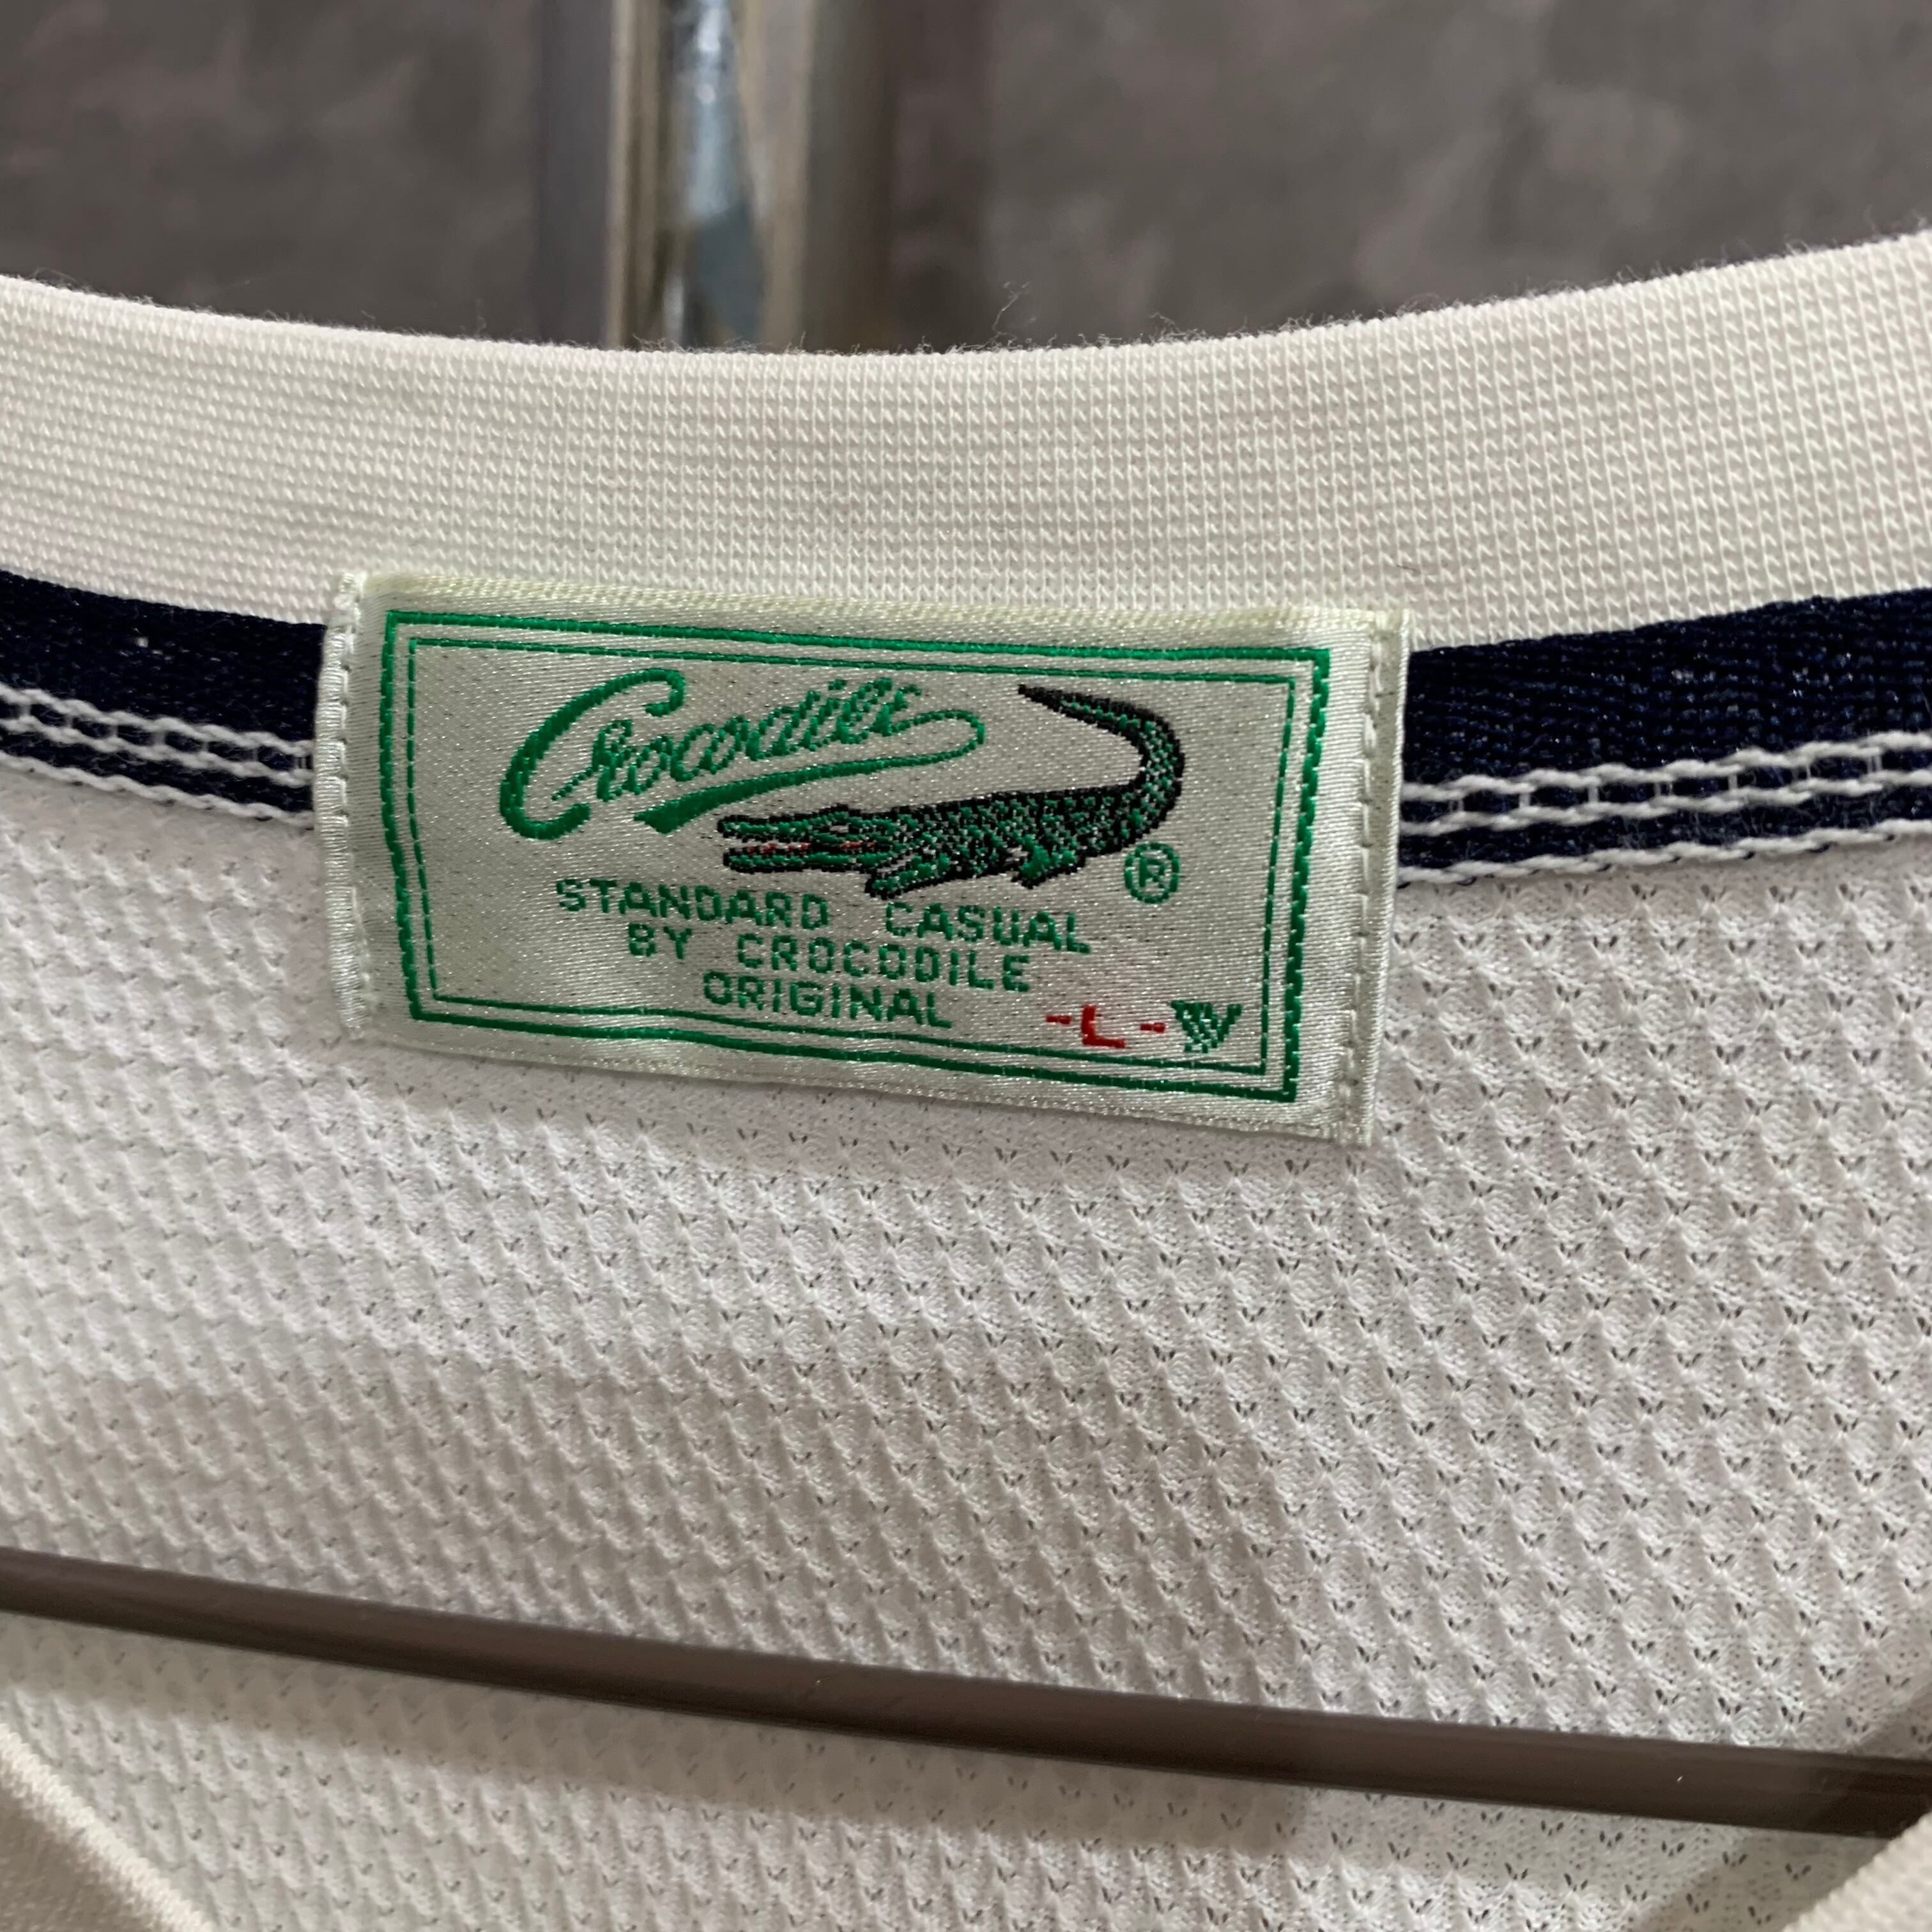 Crocodile
®
STANDARD CASUAL
BY CROCODILE
ORIGINAL
-L-